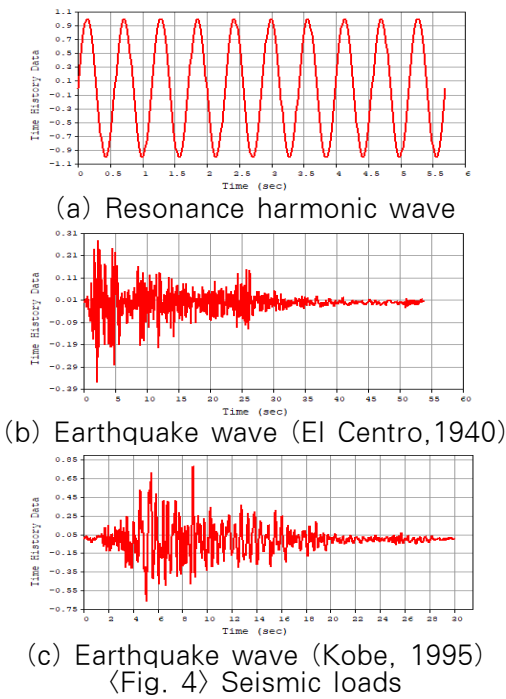 1.1
0.9
0.7
0.5
0.3
0.1
-0.1
-0.3
-0.5
-0.7
-0.9
-1.1
Time History Data
0 0.5 1 1.5 2 2.5 3 3.5 4 4.5 5 5.5 6
Time (sec)
(a) Resonance harmonic wave
0.31
0.21
0.11
0.01
-0.09
-0.19
-0.29
-0.39
Time History Data
0 5 10 15 20 25 30 35 40 45 50 55 60
Time (sec)
(b) Earthquake wave (El Centro,1940)
0.85
0.65
0.45
0.25
0.05
-0.15
-0.35
-0.55
-0.75
Time History Data
0 2 4 6 8 10 12 14 16 18 20 22 24 26 28 30
Time (sec)
(c) Earthquake wave (Kobe, 1995)
〈Fig. 4〉 Seismic loads